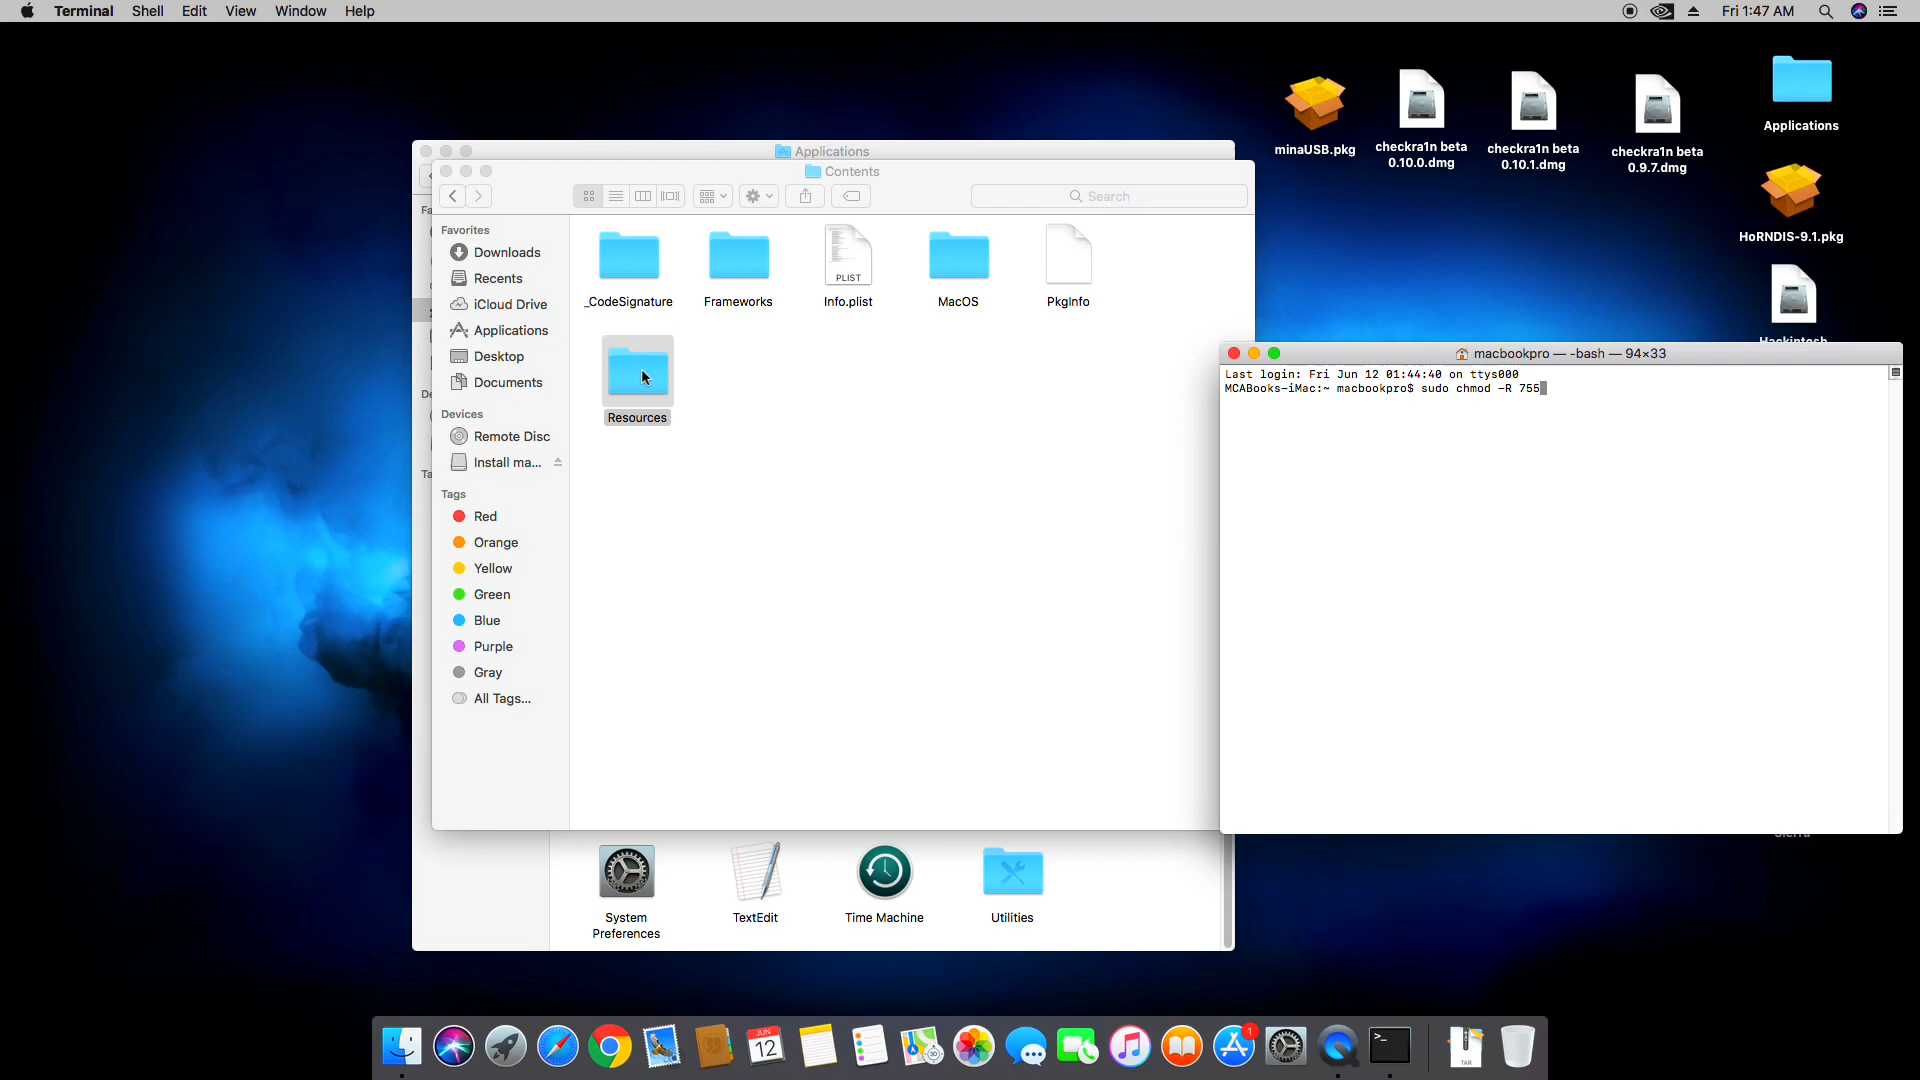 Terminal Shell Edit View Window Help
Fri 1:47 AM
minaUSB.pkg
checkra1n beta
0.10.0.dmg
checkra1n beta
0.10.1.dmg
checkra1n beta
0.9.7.dmg
Applications
HoRNDIS-9.1.pkg
Applications
Contents
Search
Favorites
Downloads
Recents
iCloud Drive
Applications
Desktop
Documents
Devices
Remote Disc
Install ma...
Tags
Red
Orange
Yellow
Green
Blue
Purple
Gray
All Tags...
_CodeSignature
Frameworks
PLIST
Info.plist
MacOS
PkgInfo
Resources
macbookpro — -bash — 94×33
Last login: Fri Jun 12 01:44:40 on ttys000
MCABooks-iMac:~ macbookpro$ sudo chmod -R 755
System
Preferences
TextEdit
Time Machine
Utilities
JUN
12
3D
1
TAR